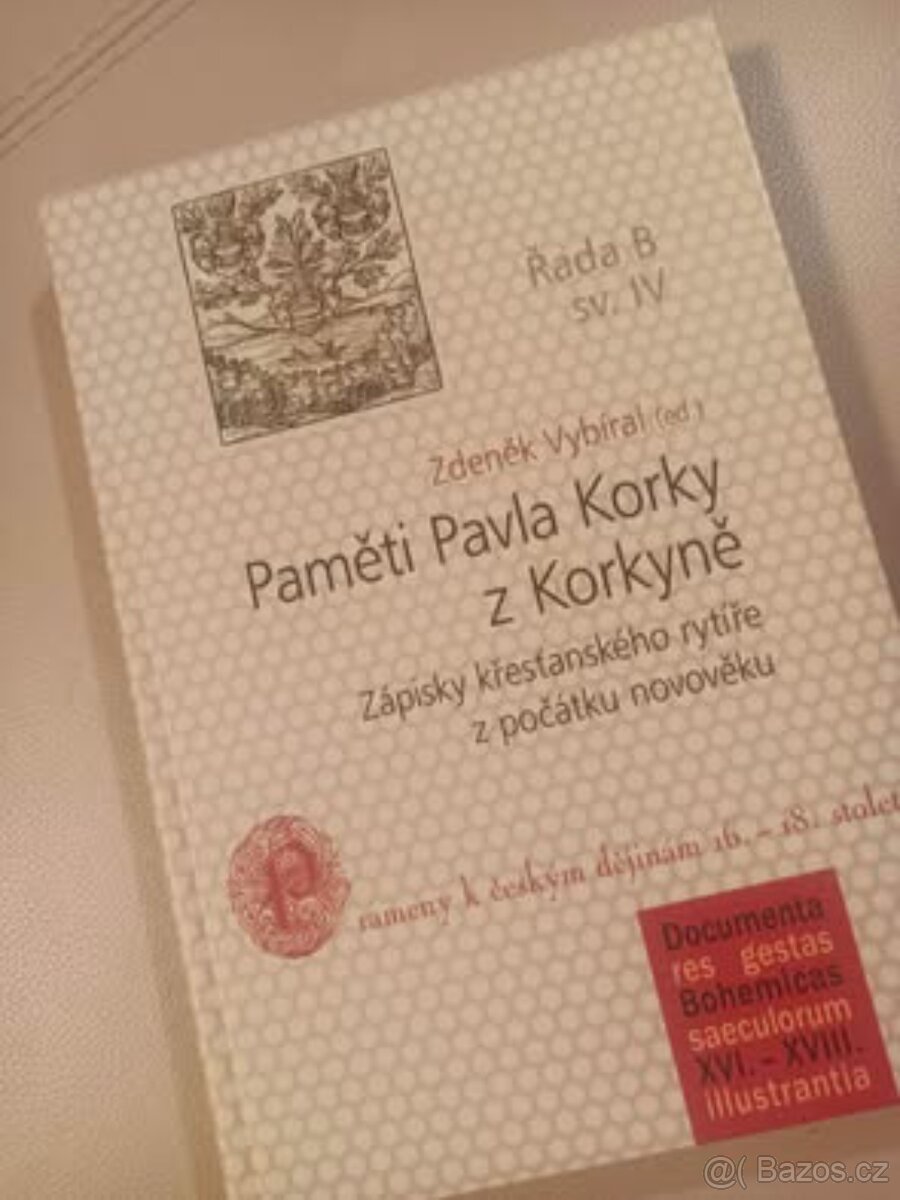 Řada B
sv. IV
Zdeněk Vybíral (ed.)
Paměti Pavla Korky
z Korkyně
Zápisky křesťanského rytíře
z počátku novověku
Prameny k českým dějinám 16. – 18. stolet
Documenta
res gestas
Bohemicas
saeculorum
XVI. – XVIII.
illustrantia
@( Bazos.cz